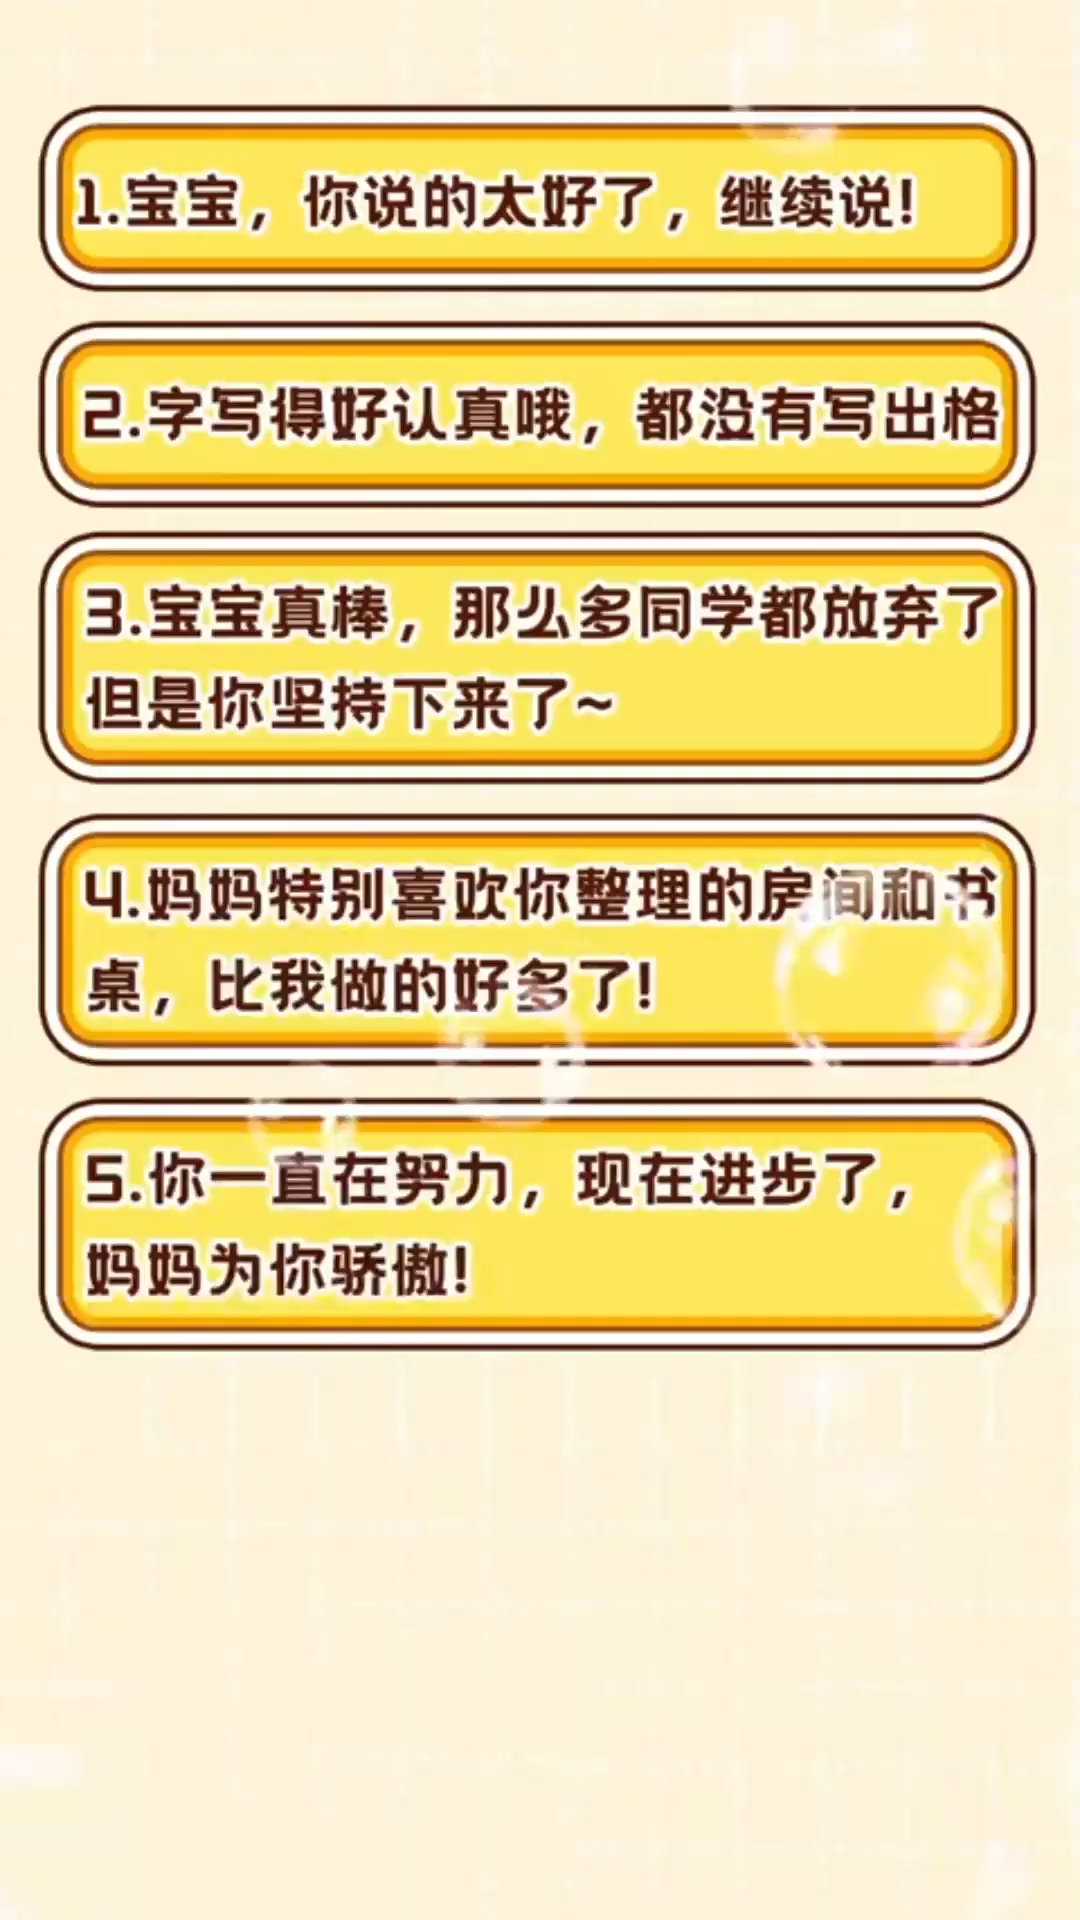 1.宝宝，你说的太好了，继续说!
2.字写得好认真哦，都没有写出格
3.宝宝真棒，那么多同学都放弃了
但是你坚持下来了~
4.妈妈特别喜欢你整理的房间和书
桌，比我做的好多了!
5.你一直在努力，现在进步了，
妈妈为你骄傲!